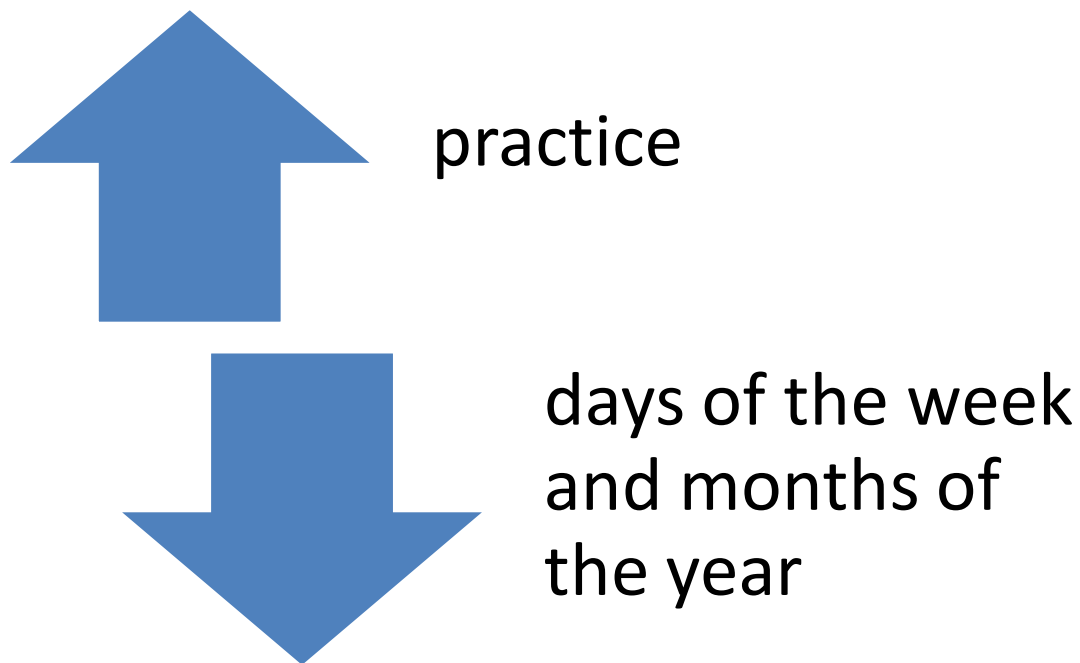 practice
days of the week
and months of
the year